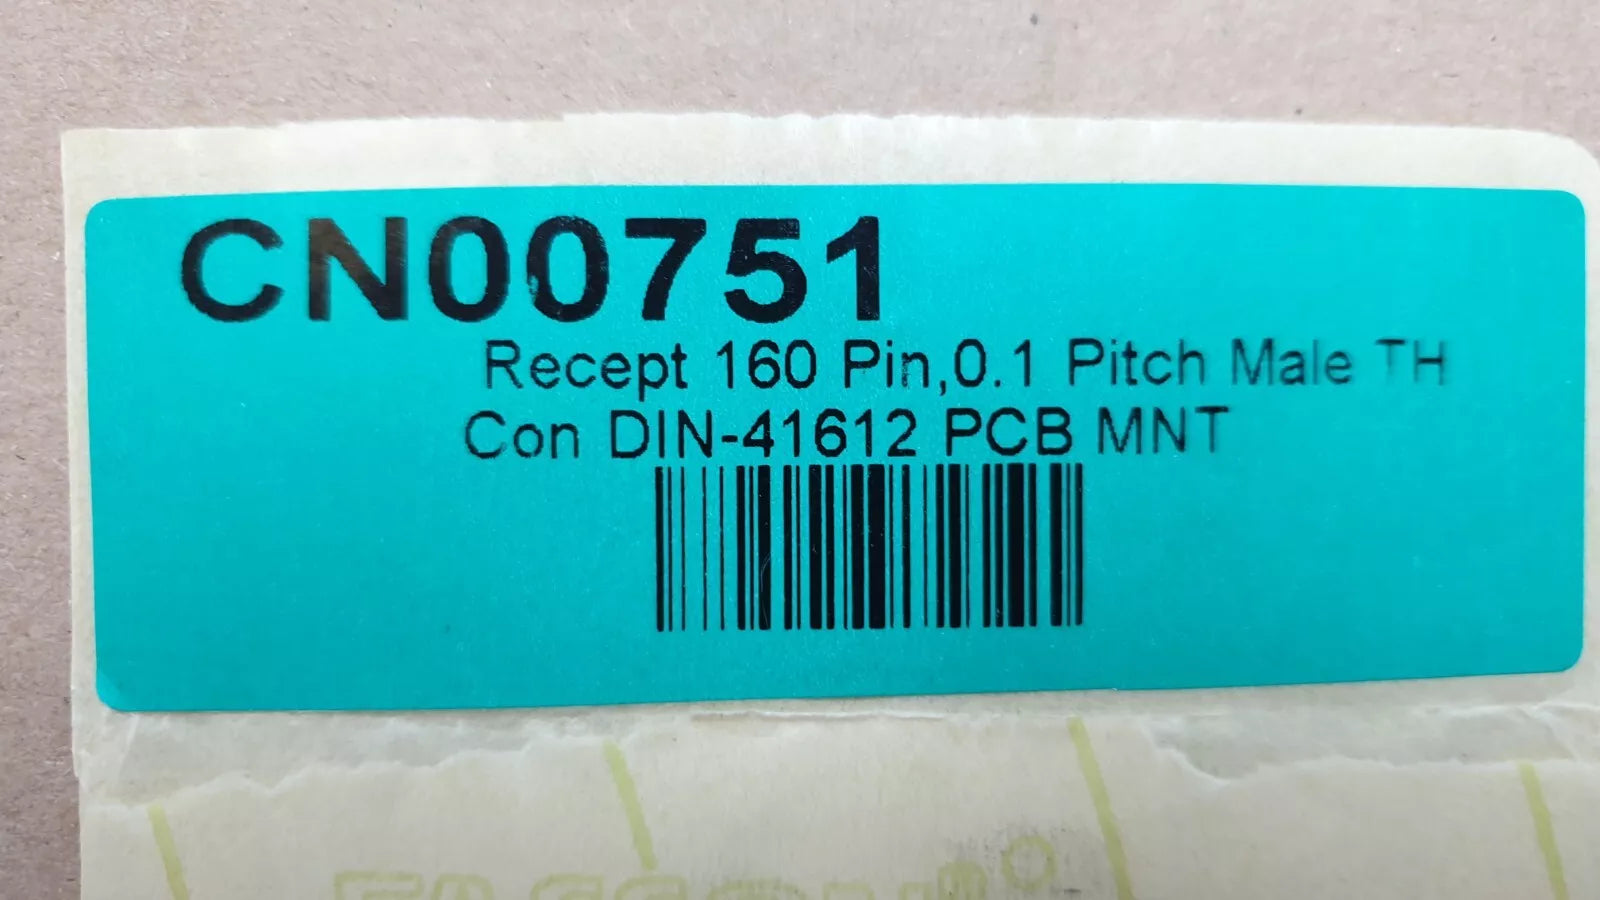 CN00751
Recept 160 Pin,0.1 Pitch Male TH
Con DIN-41612 PCB MNT